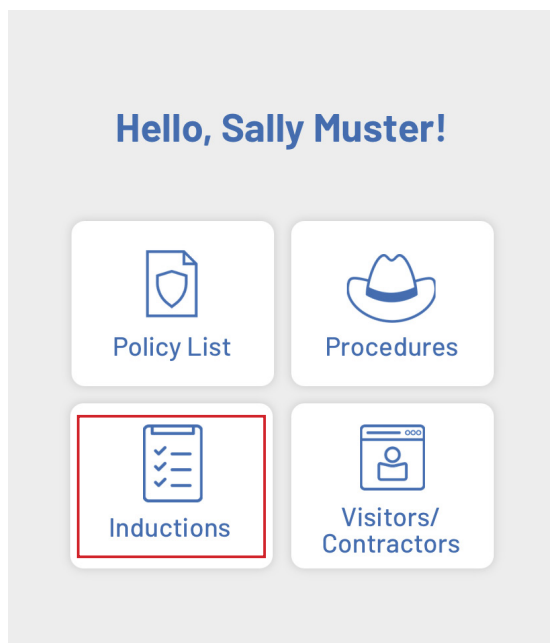 Hello, Sally Muster!
Policy List
Procedures
Inductions
Visitors/
Contractors